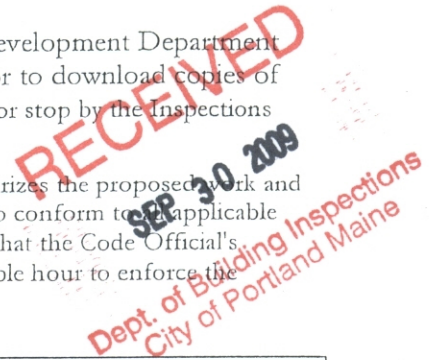 evelopment Department
or to download copies of
or stop by the Inspections
rizes the proposed work and
o conform to all applicable
hat the Code Official's
ble hour to enforce the
RECEIVED
SEP 30 2009
Dept. of Building Inspections
City of Portland Maine